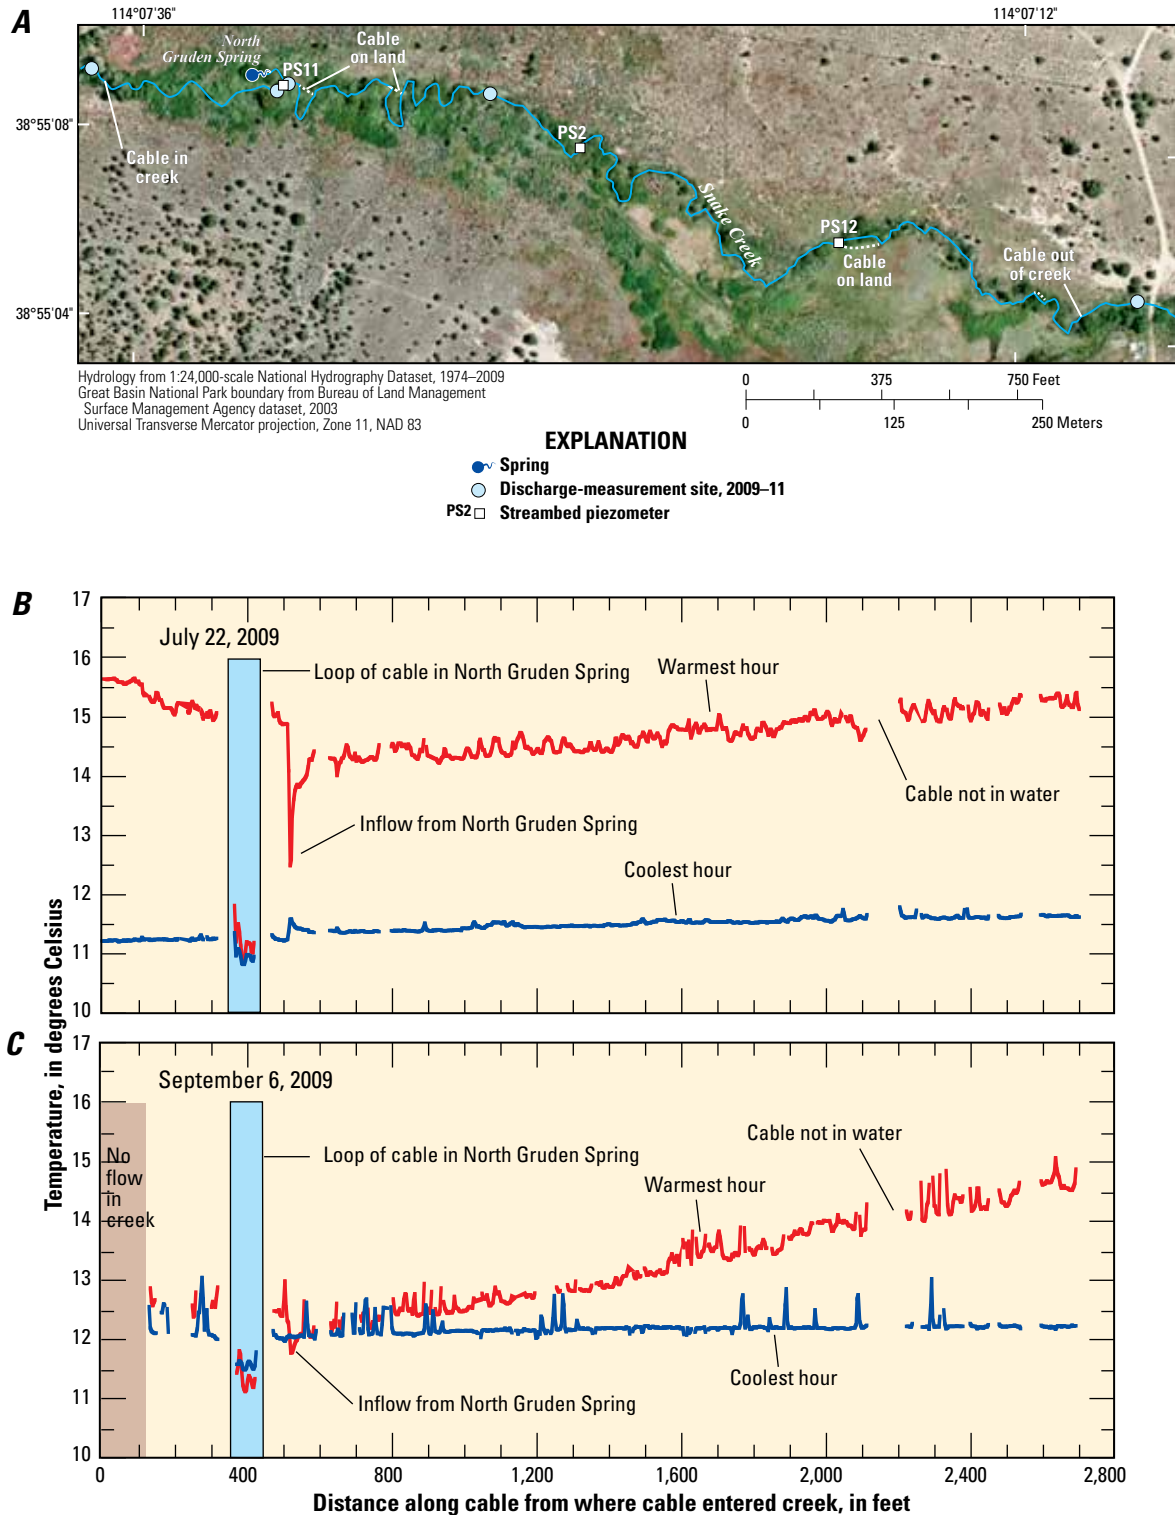 A
114°07'36"
114°07'12"
North
Gruden Spring
PS11
Cable
on land
38°55'08"
Cable in
creek
PS2
Snake Creek
PS12
Cable
on land
Cable out
of creek
38°55'04"
Hydrology from 1:24,000-scale National Hydrography Dataset, 1974–2009
Great Basin National Park boundary from Bureau of Land Management
Surface Management Agency dataset, 2003
Universal Transverse Mercator projection, Zone 11, NAD 83
0 375 750 Feet
0 125 250 Meters
EXPLANATION
Spring
Discharge-measurement site, 2009–11
PS2 Streambed piezometer
B
17
16
15
14
13
12
11
10
July 22, 2009
Loop of cable in North Gruden Spring
Warmest hour
Cable not in water
Inflow from North Gruden Spring
Coolest hour
Temperature, in degrees Celsius
C
17
16
15
14
13
12
11
10
September 6, 2009
No
flow
in
creek
Loop of cable in North Gruden Spring
Cable not in water
Warmest hour
Coolest hour
Inflow from North Gruden Spring
0 400 800 1,200 1,600 2,000 2,400 2,800
Distance along cable from where cable entered creek, in feet